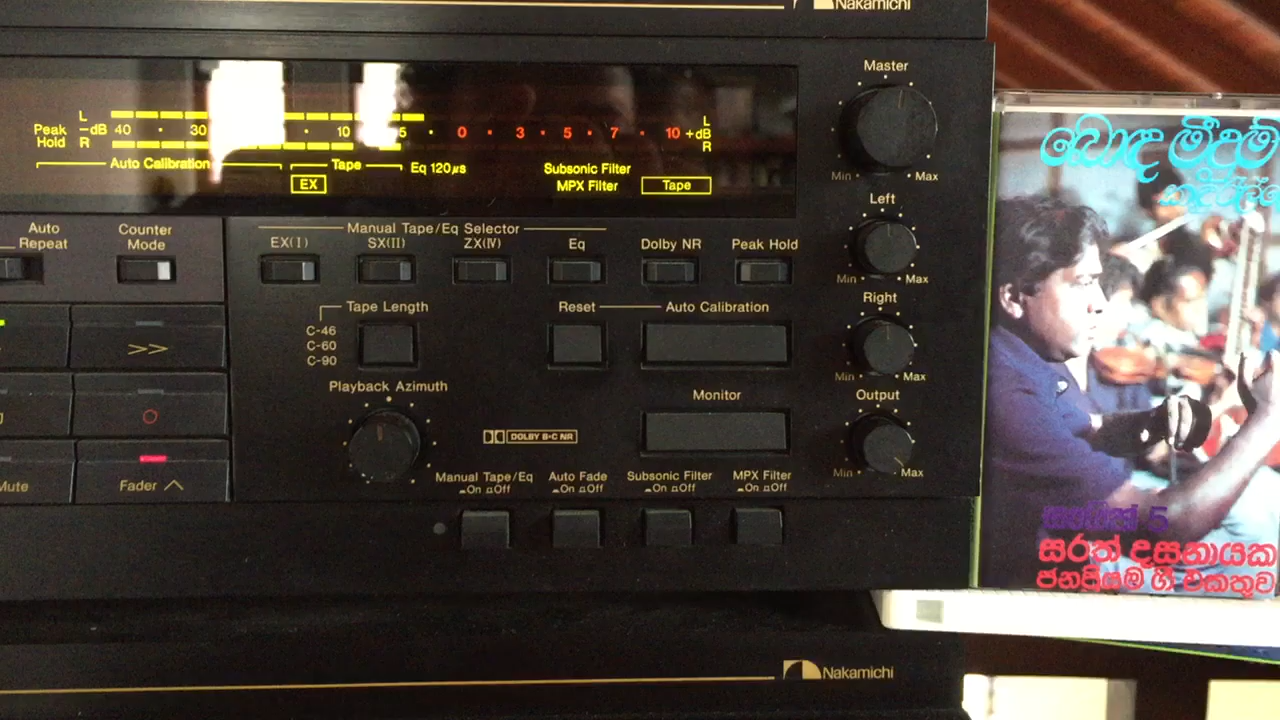 Nakamichi
Master
Min Max
Peak Hold
L
R
-dB 40 30 10 5 0 3 5 7 10 +dB
L
R
Auto Calibration
Tape
EX
Eq 120μs
Subsonic Filter
MPX Filter
Tape
Auto Repeat
Counter Mode
Manual Tape/Eq Selector
EX(I) SX(II) ZX(IV) Eq Dolby NR Peak Hold
Left
Min Max
Tape Length
C-46
C-60
C-90
Reset
Auto Calibration
Right
Min Max
>>
Playback Azimuth
Monitor
Output
Min Max
DOLBY B·C NR
Mute
Fader
Manual Tape/Eq
On Off
Auto Fade
On Off
Subsonic Filter
On Off
MPX Filter
On Off
Nakamichi
බොඳ මීදුම්
5
සරත් දසනායක
ජනප්‍රියම ගී එකතුව